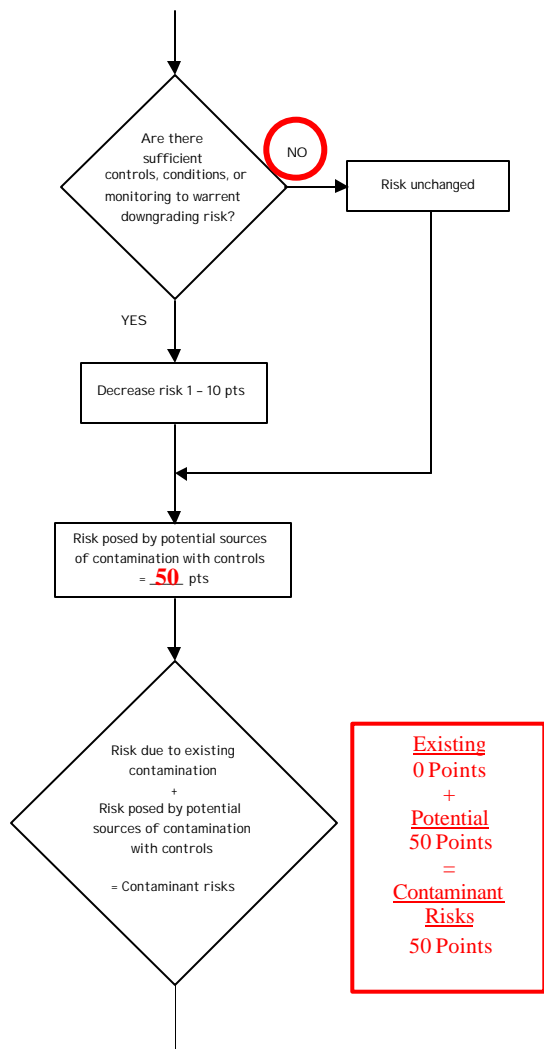 Are there
sufficient
controls, conditions, or
monitoring to warrent
downgrading risk?
NO
Risk unchanged
YES
Decrease risk 1 – 10 pts
Risk posed by potential sources
of contamination with controls
= 50 pts
Risk due to existing
contamination
+
Risk posed by potential
sources of contamination
with controls
= Contaminant risks
Existing
0 Points
+
Potential
50 Points
=
Contaminant
Risks
50 Points